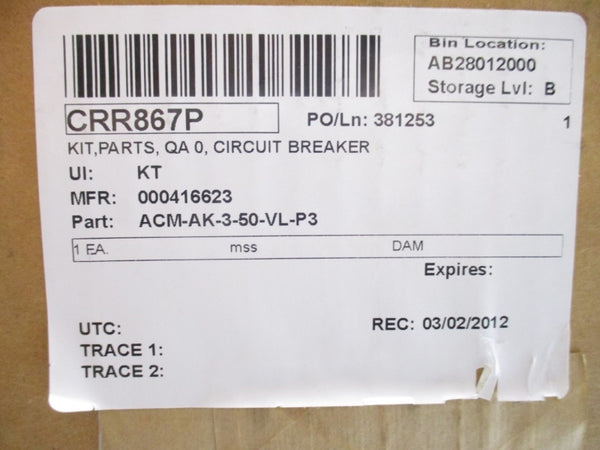 Bin Location:
AB28012000
Storage Lvl: B
CRR867P PO/Ln: 381253 1
KIT,PARTS, QA 0, CIRCUIT BREAKER
UI: KT
MFR: 000416623
Part: ACM-AK-3-50-VL-P3
1 EA. mss DAM
Expires:
UTC: REC: 03/02/2012
TRACE 1:
TRACE 2: